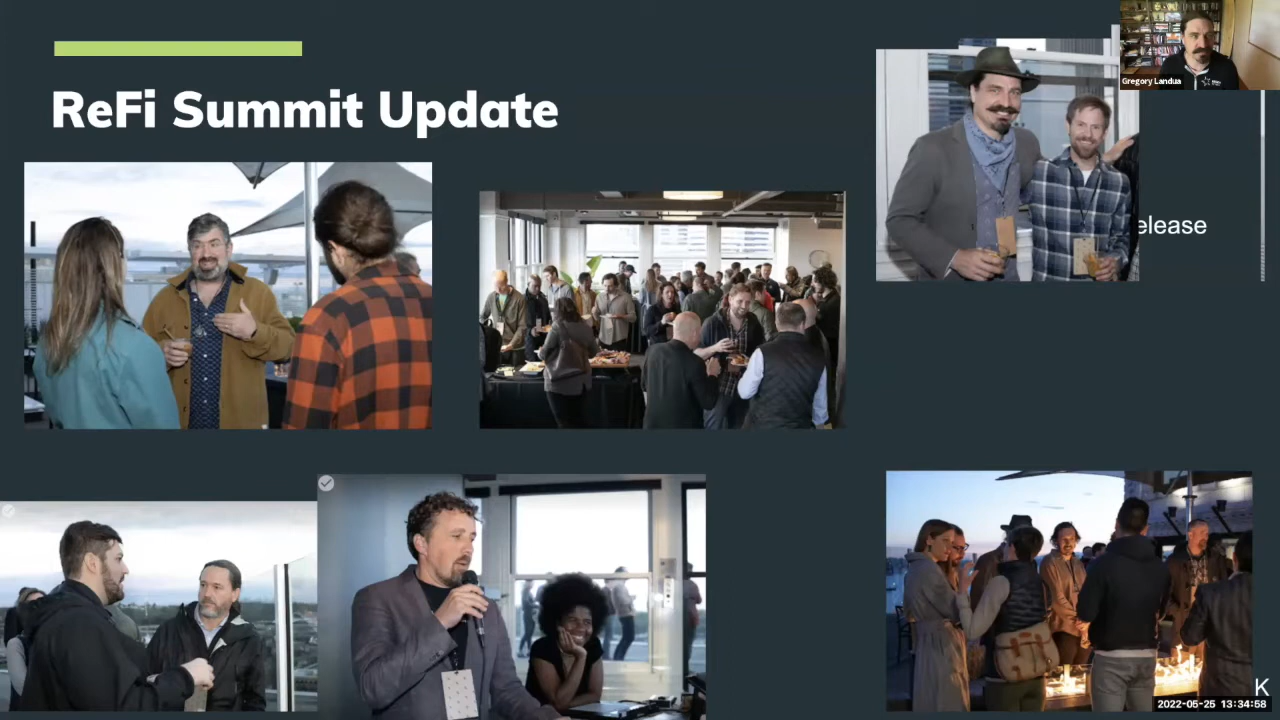 ReFi Summit Update
Gregory Landua
elease
K
2022-05-25 13:34:58